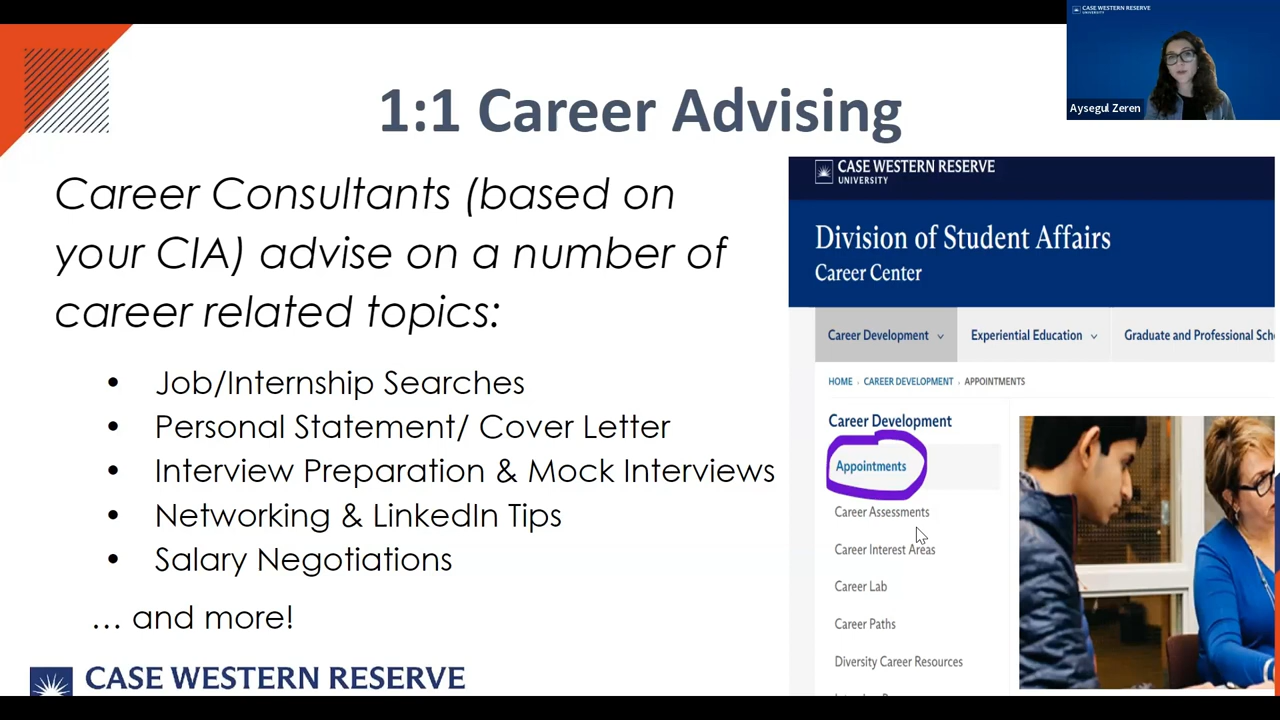 CASE WESTERN RESERVE
UNIVERSITY
Aysegul Zeren
1:1 Career Advising
Career Consultants (based on
your CIA) advise on a number of
career related topics:
• Job/Internship Searches
• Personal Statement/ Cover Letter
• Interview Preparation & Mock Interviews
• Networking & LinkedIn Tips
• Salary Negotiations
… and more!
CASE WESTERN RESERVE
CASE WESTERN RESERVE
UNIVERSITY
Division of Student Affairs
Career Center
Career Development Experiential Education Graduate and Professional
HOME › CAREER DEVELOPMENT › APPOINTMENTS
Career Development
Appointments
Career Assessments
Career Interest Areas
Career Lab
Career Paths
Diversity Career Resources